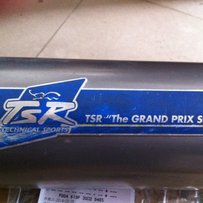 TSR
TECHNICAL SPORTS
TSR "The GRAND PRIX S